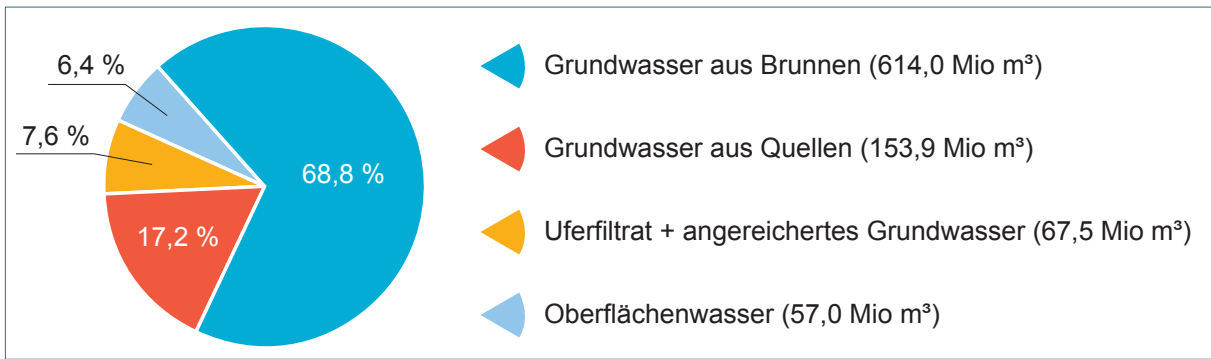 6,4 %
7,6 %
68,8 %
17,2 %
Grundwasser aus Brunnen (614,0 Mio m³)
Grundwasser aus Quellen (153,9 Mio m³)
Uferfiltrat + angereichertes Grundwasser (67,5 Mio m³)
Oberflächenwasser (57,0 Mio m³)